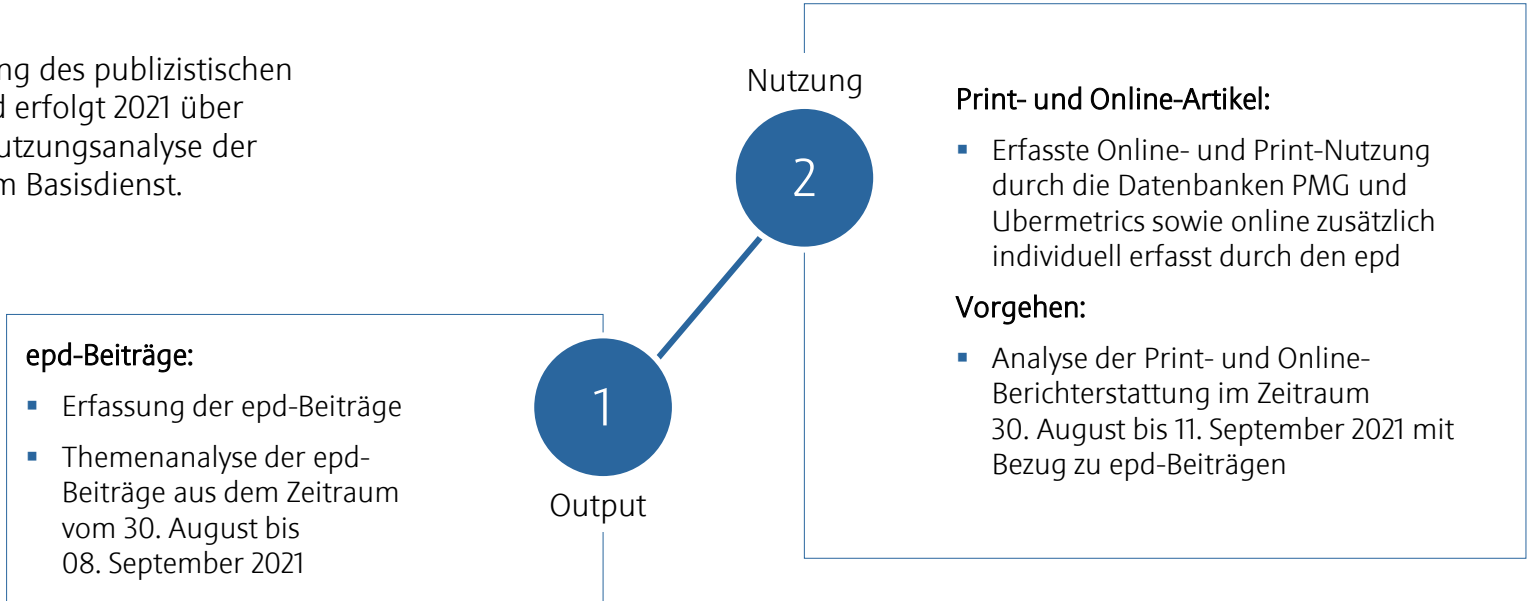 ng des publizistischen
d erfolgt 2021 über
utzungsanalyse der
m Basisdienst.
epd-Beiträge:
▪ Erfassung der epd-Beiträge
▪ Themenanalyse der epd-
Beiträge aus dem Zeitraum
vom 30. August bis
08. September 2021
1
Output
Nutzung
2
Print- und Online-Artikel:
▪ Erfasste Online- und Print-Nutzung
durch die Datenbanken PMG und
Ubermetrics sowie online zusätzlich
individuell erfasst durch den epd
Vorgehen:
▪ Analyse der Print- und Online-
Berichterstattung im Zeitraum
30. August bis 11. September 2021 mit
Bezug zu epd-Beiträgen